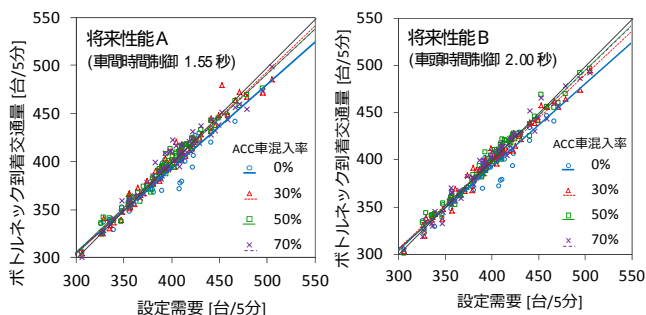 将来性能A
(車間時間制御 1.55 秒)
ボトルネック到着交通量 [台/5分]
550
500
450
400
350
300
ACC車混入率
0%
30%
50%
70%
300 350 400 450 500 550
設定需要 [台/5分]
将来性能B
(車頭時間制御 2.00 秒)
ボトルネック到着交通量 [台/5分]
550
500
450
400
350
300
ACC車混入率
0%
30%
50%
70%
300 350 400 450 500 550
設定需要 [台/5分]